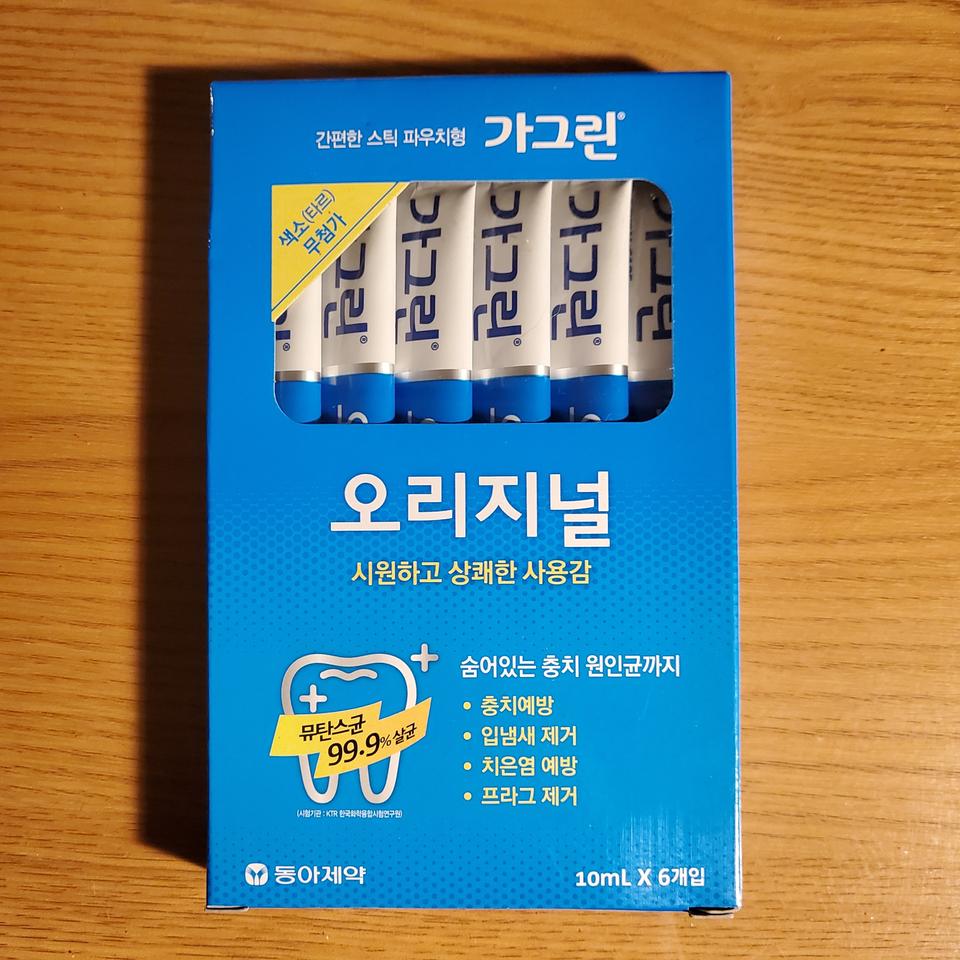 간편한 스틱 파우치형 가그린®
색소(타르)
무첨가
그린®
가그린®
가그린®
가그린®
가그린
오리지널
시원하고 상쾌한 사용감
숨어있는 충치 원인균까지
• 충치예방
• 입냄새 제거
• 치은염 예방
• 프라그 제거
뮤탄스균
99.9% 살균
(시험기관 : KTR 한국화학융합시험연구원)
동아제약
10mL X 6개입